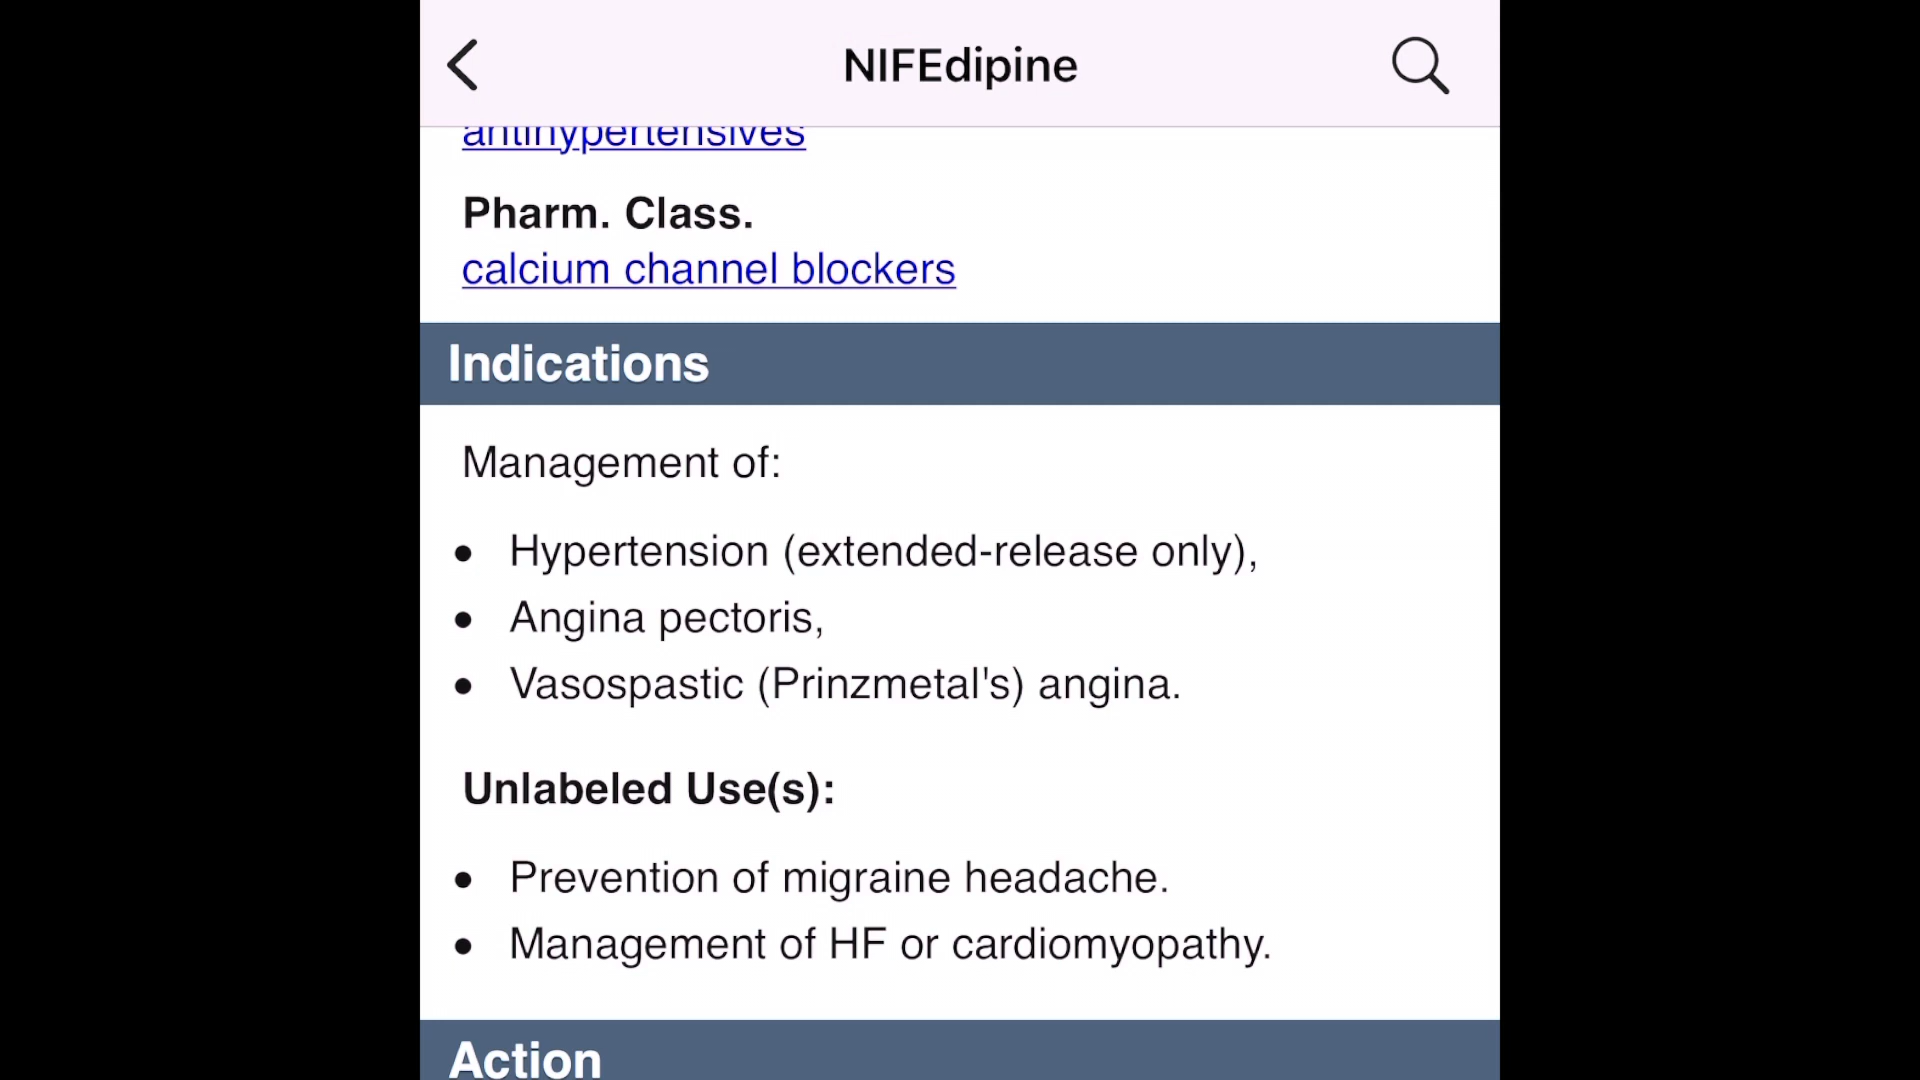 NIFEdipine
antihypertensives
Pharm. Class.
calcium channel blockers
Indications
Management of:
• Hypertension (extended-release only),
• Angina pectoris,
• Vasospastic (Prinzmetal's) angina.
Unlabeled Use(s):
• Prevention of migraine headache.
• Management of HF or cardiomyopathy.
Action